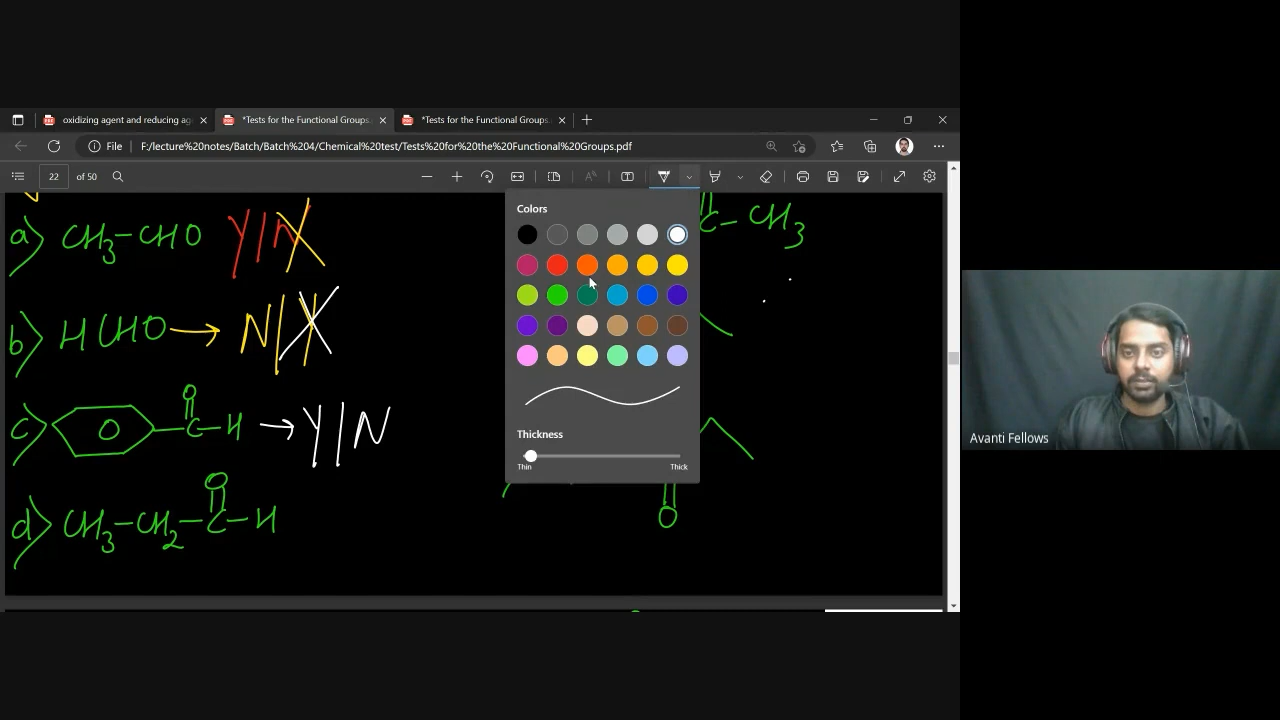 oxidizing agent and reducing ag
*Tests for the Functional Groups.
*Tests for the Functional Groups.
File
F:/lecture%20notes/Batch/Batch%204/Chemical%20test/Tests%20for%20the%20Functional%20Groups.pdf
22 of 50
Colors
Thickness
Thin
Thick
a) CH3-CHO Y/N
b) HCHO → N/Y
O
c) O C-H → Y/N
O
d) CH3-CH2-C-H
C-CH3
O
Avanti Fellows